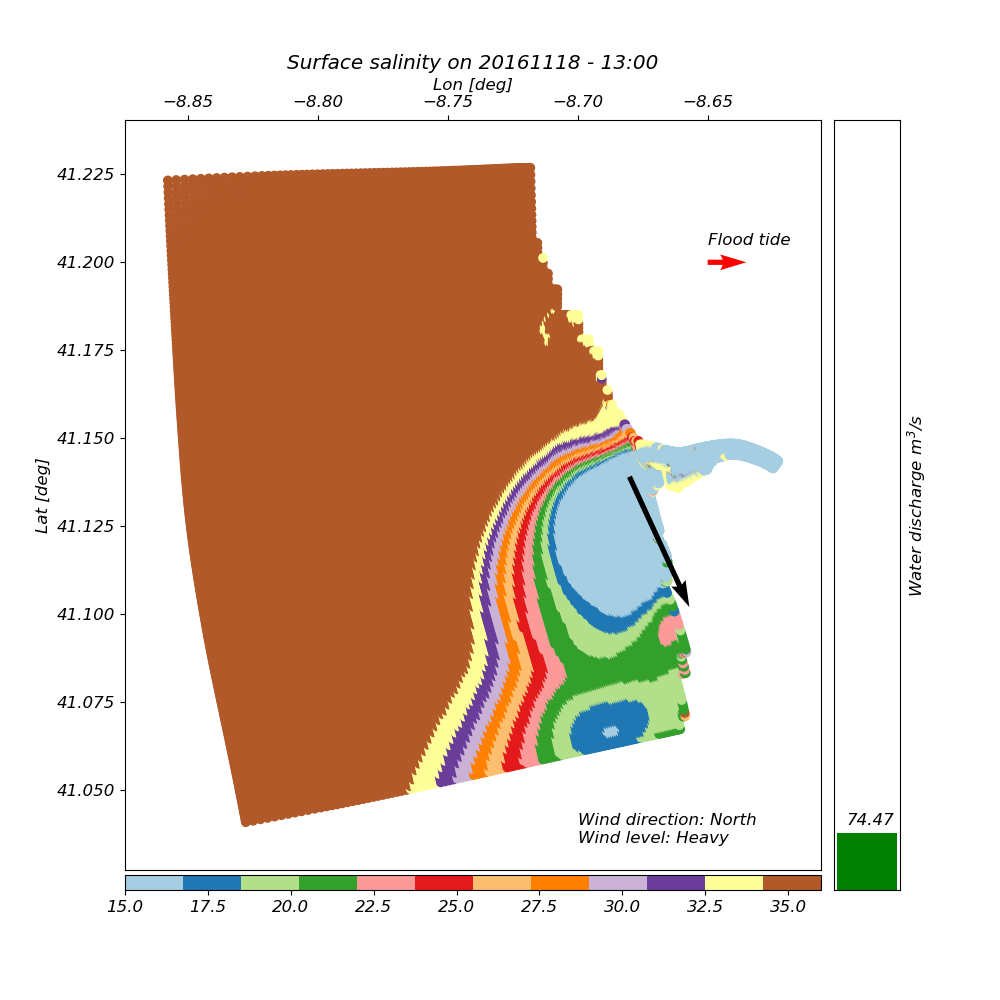 Surface salinity on 20161118 - 13:00
Lon [deg]
−8.85 −8.80 −8.75 −8.70 −8.65
41.225
41.200
41.175
41.150
41.125
41.100
41.075
41.050
Lat [deg]
Flood tide
Wind direction: North
Wind level: Heavy
15.0 17.5 20.0 22.5 25.0 27.5 30.0 32.5 35.0
74.47
Water discharge m³/s